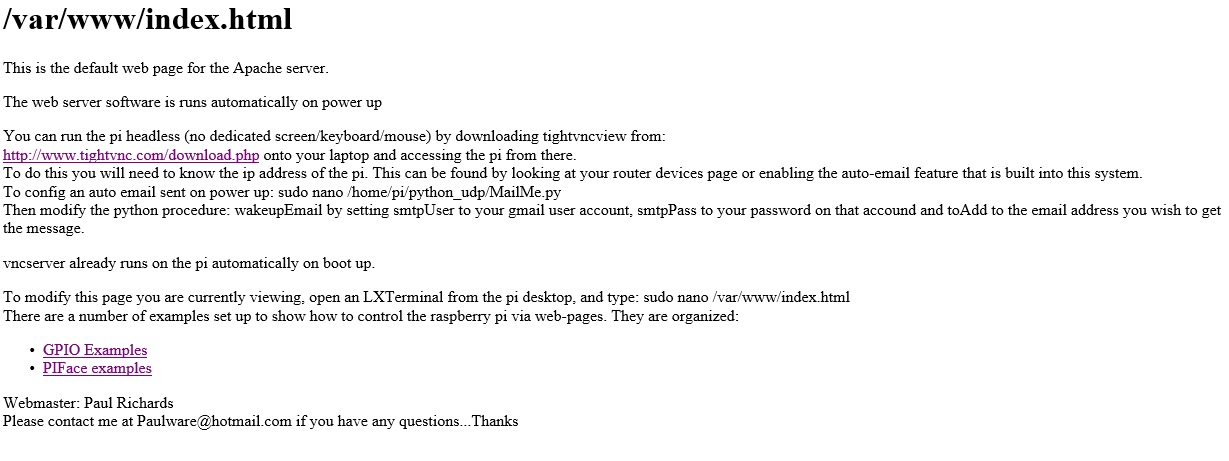 /var/www/index.html
This is the default web page for the Apache server.
The web server software is runs automatically on power up
You can run the pi headless (no dedicated screen/keyboard/mouse) by downloading tightvncview from:
http://www.tightvnc.com/download.php onto your laptop and accessing the pi from there.
To do this you will need to know the ip address of the pi. This can be found by looking at your router devices page or enabling the auto-email feature that is built into this system.
To config an auto email sent on power up: sudo nano /home/pi/python_udp/MailMe.py
Then modify the python procedure: wakeupEmail by setting smtpUser to your gmail user account, smtpPass to your password on that accound and toAdd to the email address you wish to get
the message.
vncserver already runs on the pi automatically on boot up.
To modify this page you are currently viewing, open an LXTerminal from the pi desktop, and type: sudo nano /var/www/index.html
There are a number of examples set up to show how to control the raspberry pi via web-pages. They are organized:
• GPIO Examples
• PIFace examples
Webmaster: Paul Richards
Please contact me at Paulware@hotmail.com if you have any questions...Thanks